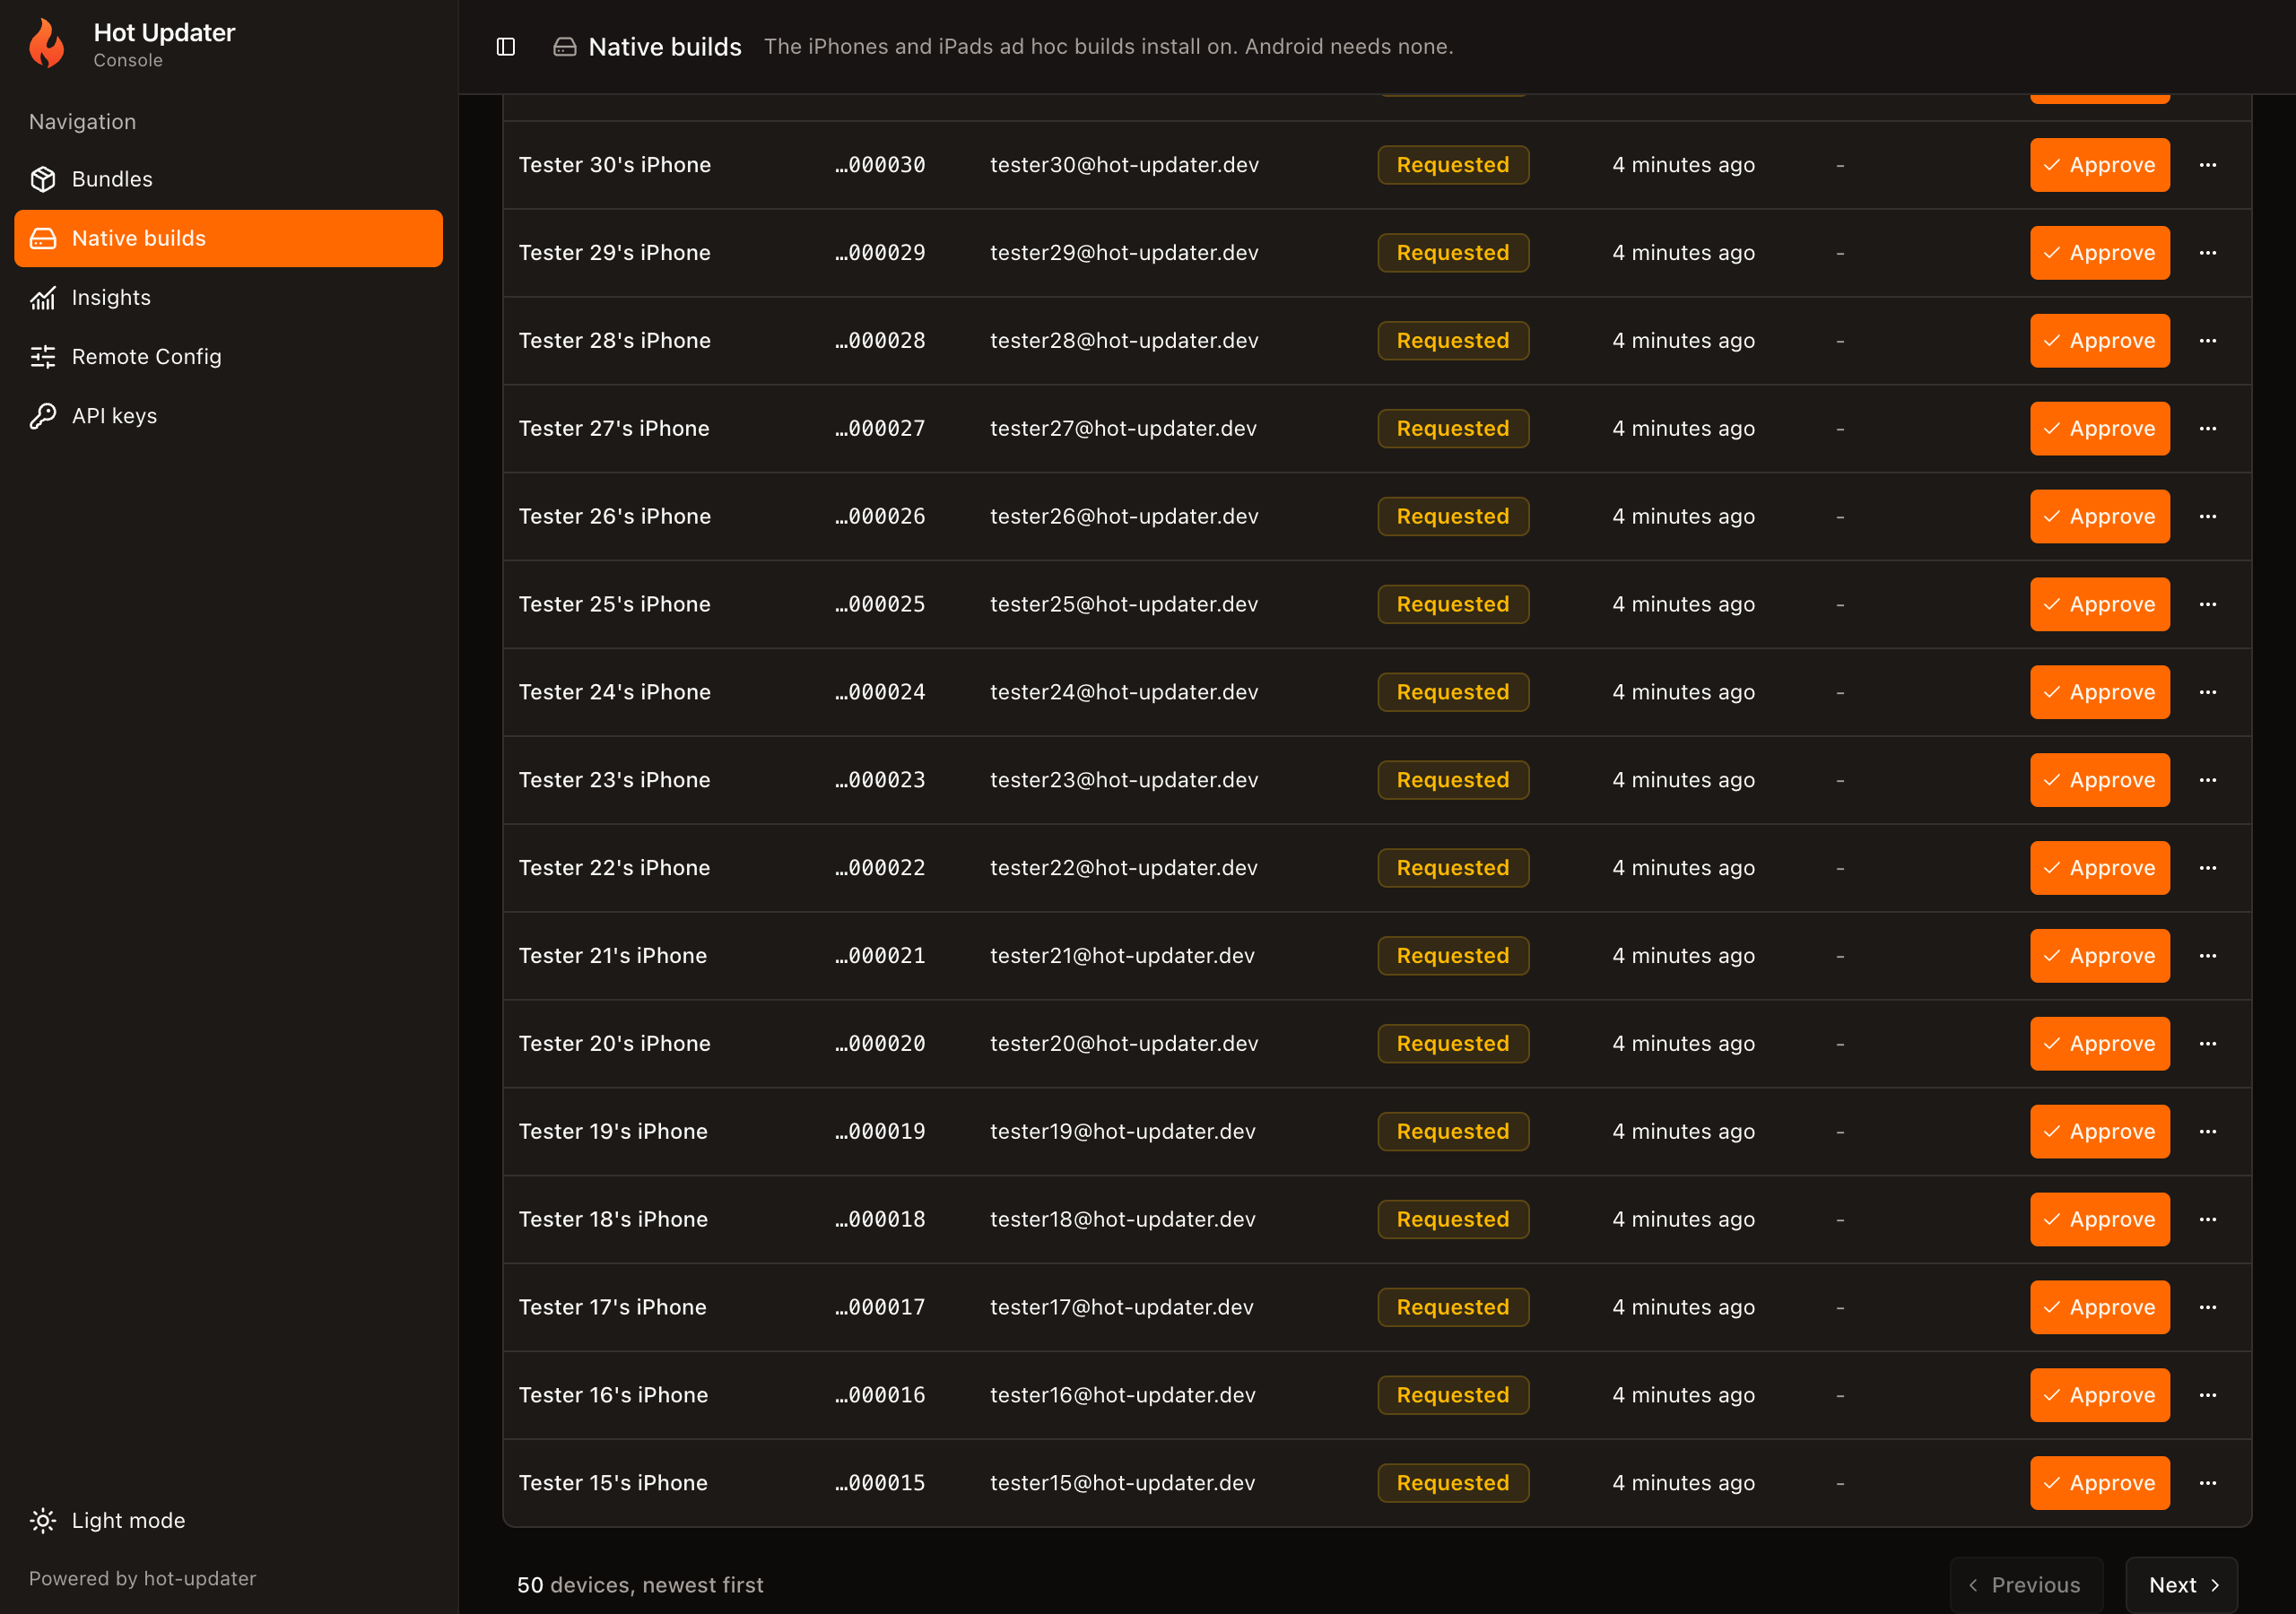 Hot Updater
Console
Navigation
Bundles
Native builds
Insights
Remote Config
API keys
Light mode
Powered by hot-updater
Native builds The iPhones and iPads ad hoc builds install on. Android needs none.
Tester 30's iPhone …000030 tester30@hot-updater.dev Requested 4 minutes ago - Approve ...
Tester 29's iPhone …000029 tester29@hot-updater.dev Requested 4 minutes ago - Approve ...
Tester 28's iPhone …000028 tester28@hot-updater.dev Requested 4 minutes ago - Approve ...
Tester 27's iPhone …000027 tester27@hot-updater.dev Requested 4 minutes ago - Approve ...
Tester 26's iPhone …000026 tester26@hot-updater.dev Requested 4 minutes ago - Approve ...
Tester 25's iPhone …000025 tester25@hot-updater.dev Requested 4 minutes ago - Approve ...
Tester 24's iPhone …000024 tester24@hot-updater.dev Requested 4 minutes ago - Approve ...
Tester 23's iPhone …000023 tester23@hot-updater.dev Requested 4 minutes ago - Approve ...
Tester 22's iPhone …000022 tester22@hot-updater.dev Requested 4 minutes ago - Approve ...
Tester 21's iPhone …000021 tester21@hot-updater.dev Requested 4 minutes ago - Approve ...
Tester 20's iPhone …000020 tester20@hot-updater.dev Requested 4 minutes ago - Approve ...
Tester 19's iPhone …000019 tester19@hot-updater.dev Requested 4 minutes ago - Approve ...
Tester 18's iPhone …000018 tester18@hot-updater.dev Requested 4 minutes ago - Approve ...
Tester 17's iPhone …000017 tester17@hot-updater.dev Requested 4 minutes ago - Approve ...
Tester 16's iPhone …000016 tester16@hot-updater.dev Requested 4 minutes ago - Approve ...
Tester 15's iPhone …000015 tester15@hot-updater.dev Requested 4 minutes ago - Approve ...
50 devices, newest first Previous Next